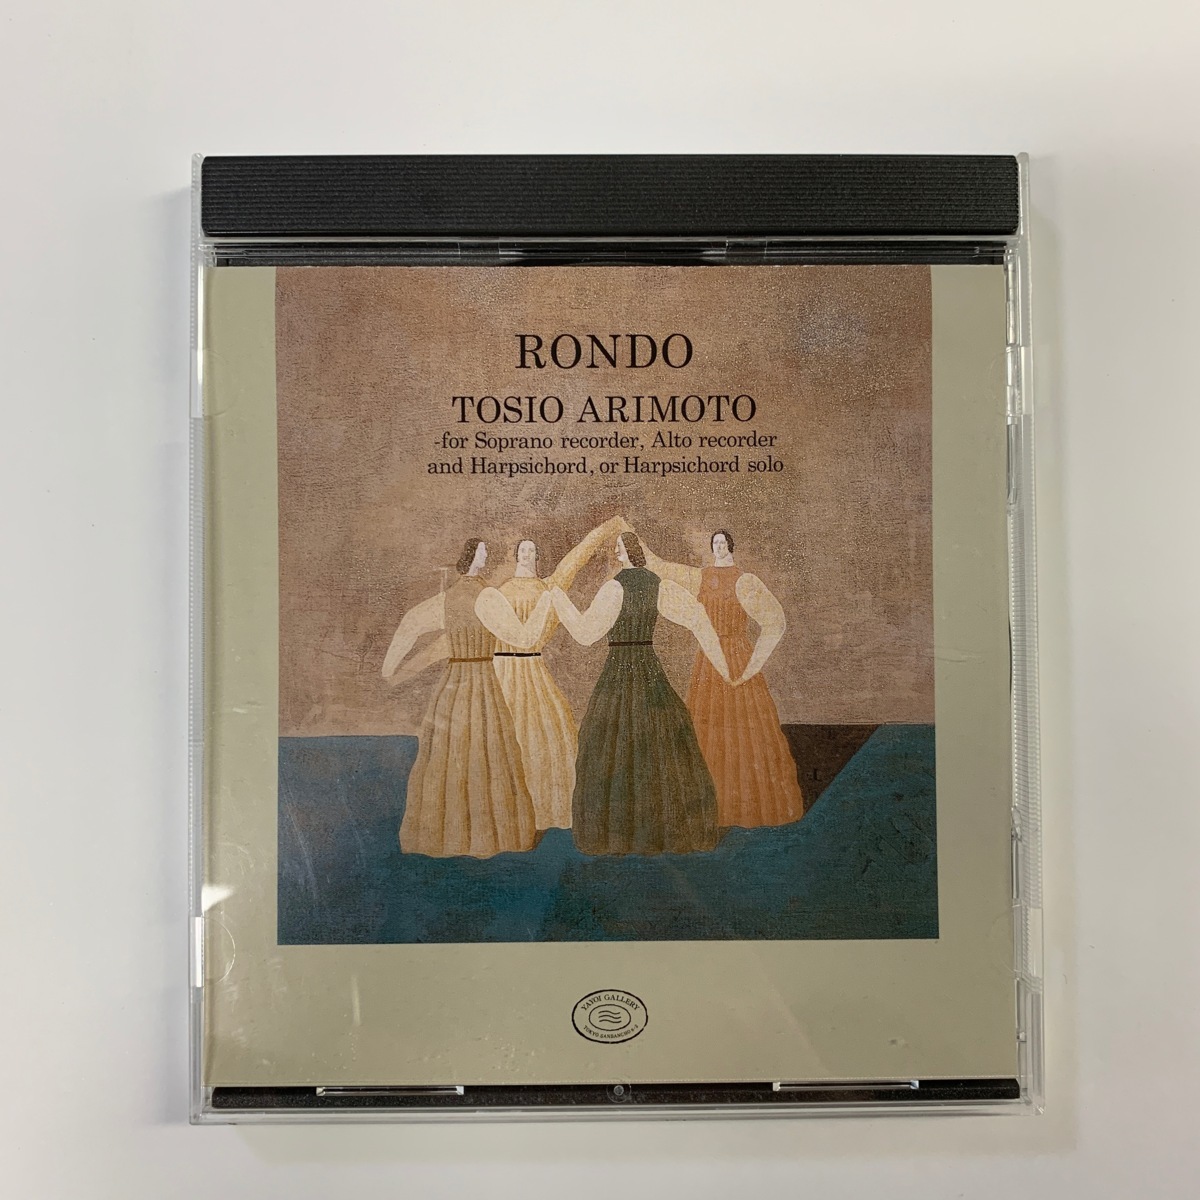 RONDO
TOSIO ARIMOTO
-for Soprano recorder, Alto recorder
and Harpsichord, or Harpsichord solo
YAYOI GALLERY